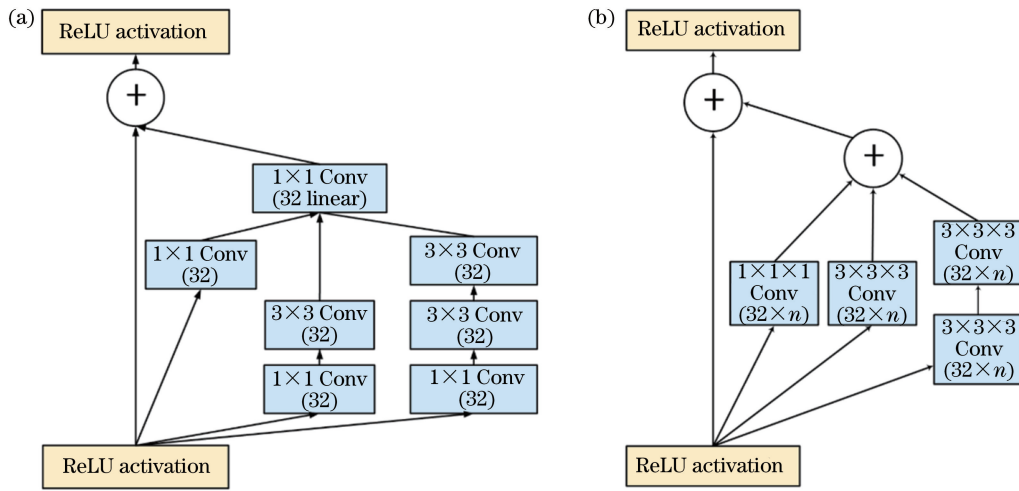 (a)
ReLU activation
+
1×1 Conv
(32 linear)
1×1 Conv
(32)
3×3 Conv
(32)
3×3 Conv
(32)
3×3 Conv
(32)
1×1 Conv
(32)
1×1 Conv
(32)
ReLU activation
(b)
ReLU activation
+
+
1×1×1
Conv
(32×n)
3×3×3
Conv
(32×n)
3×3×3
Conv
(32×n)
3×3×3
Conv
(32×n)
ReLU activation